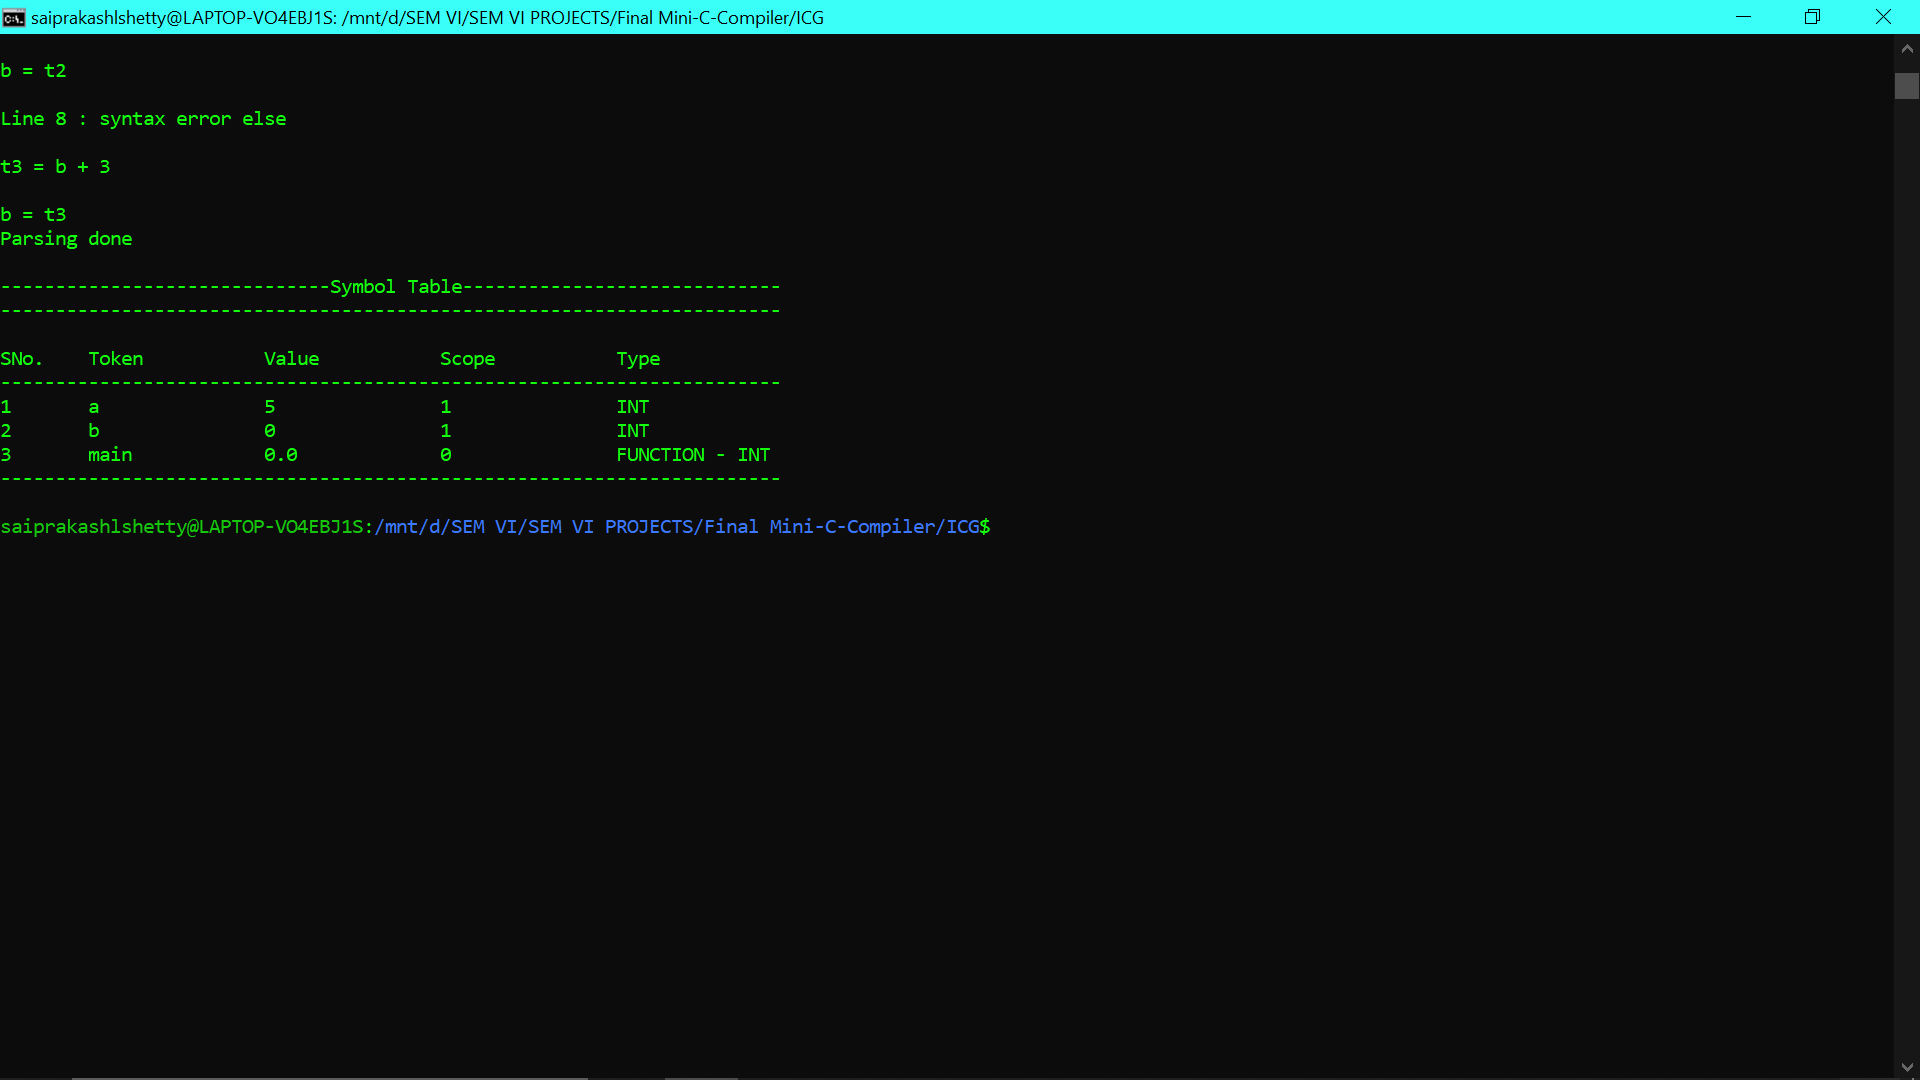 saiprakashlshetty@LAPTOP-VO4EBJ1S: /mnt/d/SEM VI/SEM VI PROJECTS/Final Mini-C-Compiler/ICG
b = t2
Line 8 : syntax error else
t3 = b + 3
b = t3
Parsing done
------------------------------Symbol Table-----------------------------
-----------------------------------------------------------------------
SNo. Token Value Scope Type
-----------------------------------------------------------------------
1 a 5 1 INT
2 b 0 1 INT
3 main 0.0 0 FUNCTION - INT
-----------------------------------------------------------------------
saiprakashlshetty@LAPTOP-VO4EBJ1S:/mnt/d/SEM VI/SEM VI PROJECTS/Final Mini-C-Compiler/ICG$